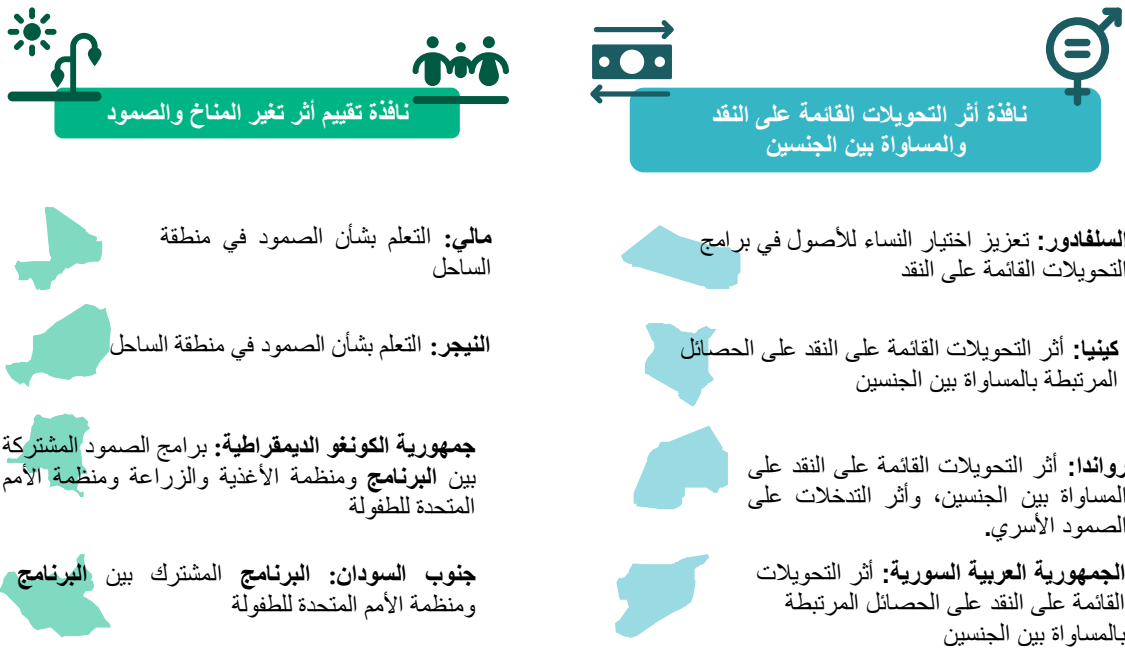 نافذة أثر التحويلات القائمة على النقد
والمساواة بين الجنسين
السلفادور: تعزيز اختيار النساء للأصول في برامج
التحويلات القائمة على النقد
كينيا: أثر التحويلات القائمة على النقد على الحصائل
المرتبطة بالمساواة بين الجنسين
رواندا: أثر التحويلات القائمة على النقد على
المساواة بين الجنسين، وأثر التدخلات على
الصمود الأسري.
الجمهورية العربية السورية: أثر التحويلات
القائمة على النقد على الحصائل المرتبطة
بالمساواة بين الجنسين
نافذة تقييم أثر تغير المناخ والصمود
مالي: التعلم بشأن الصمود في منطقة
الساحل
النيجر: التعلم بشأن الصمود في منطقة الساحل
جمهورية الكونغو الديمقراطية: برامج الصمود المشتركة
بين البرنامج ومنظمة الأغذية والزراعة ومنظمة الأمم
المتحدة للطفولة
جنوب السودان: البرنامج المشترك بين البرنامج
ومنظمة الأمم المتحدة للطفولة